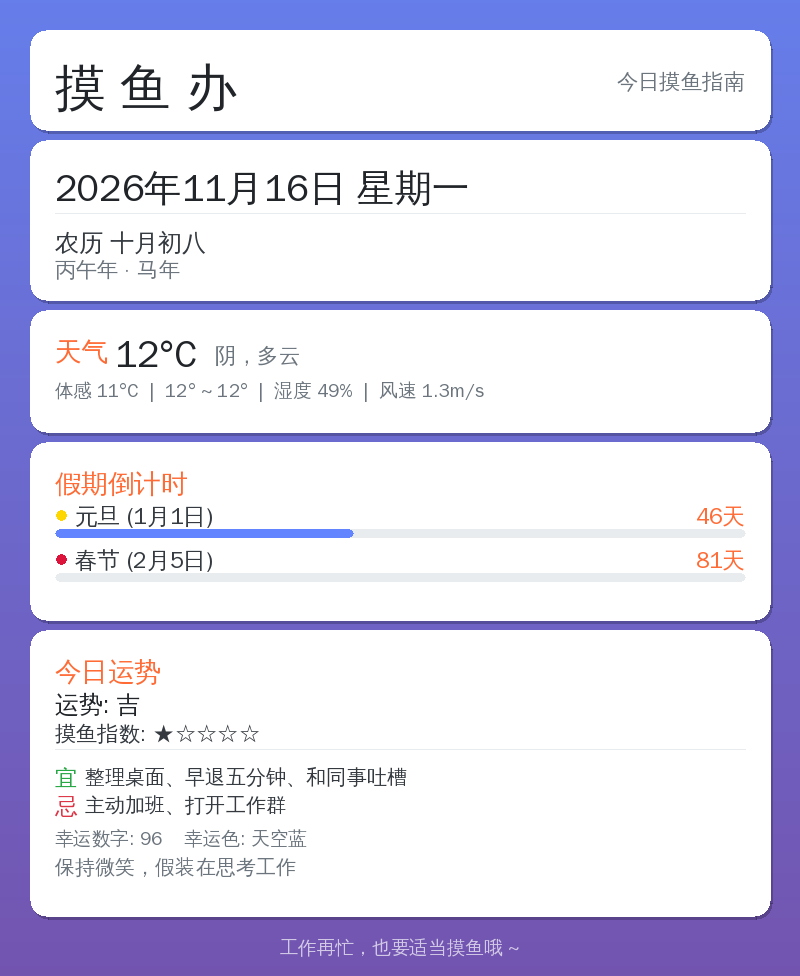 摸鱼办
今日摸鱼指南
2026年11月16日 星期一
农历 十月初八
丙午年 · 马年
天气 12°C 阴，多云
体感 11°C | 12° ~ 12° | 湿度 49% | 风速 1.3m/s
假期倒计时
元旦 (1月1日) 46天
春节 (2月5日) 81天
今日运势
运势: 吉
摸鱼指数: ★☆☆☆☆
宜 整理桌面、早退五分钟、和同事吐槽
忌 主动加班、打开工作群
幸运数字: 96 幸运色: 天空蓝
保持微笑，假装在思考工作
工作再忙，也要适当摸鱼哦 ~